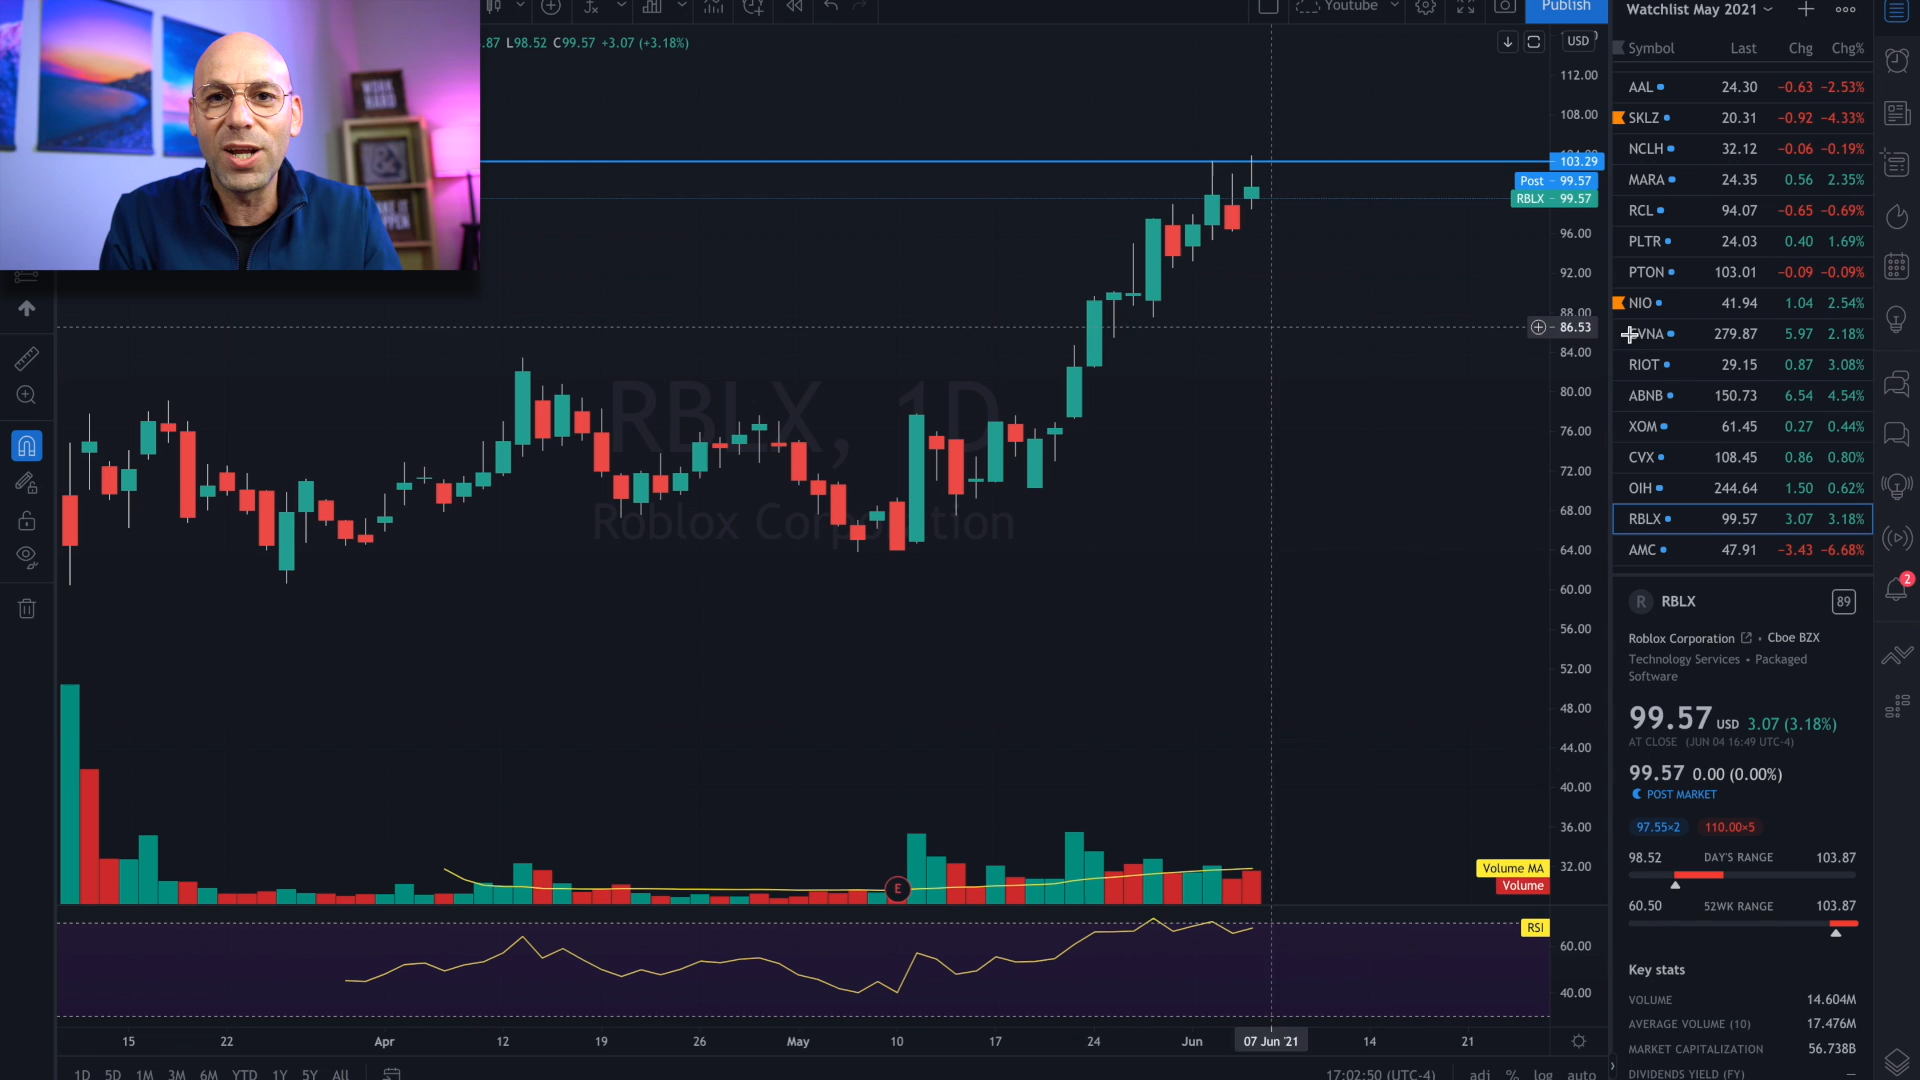 Youtube
Publish
.87 L98.52 C99.57 +3.07 (+3.18%)
USD
WORK
HARD
MAKE IT
HAPPEN
RBLX, 1D
Roblox Corporation
112.00
108.00
103.29
Post - 99.57
RBLX - 99.57
96.00
92.00
88.00
86.53
84.00
80.00
76.00
72.00
68.00
64.00
60.00
56.00
52.00
48.00
44.00
40.00
36.00
32.00
Volume MA
Volume
E
RSI
60.00
40.00
15 22 Apr 12 19 26 May 10 17 24 Jun 07 Jun '21 14 21
1D 5D 1M 3M 6M YTD 1Y 5Y All
17:02:50 (UTC-4) adj % log auto
Watchlist May 2021
Symbol Last Chg Chg%
AAL 24.30 −0.63 −2.53%
SKLZ 20.31 −0.92 −4.33%
NCLH 32.12 −0.06 −0.19%
MARA 24.35 0.56 2.35%
RCL 94.07 −0.65 −0.69%
PLTR 24.03 0.40 1.69%
PTON 103.01 −0.09 −0.09%
NIO 41.94 1.04 2.54%
VNA 279.87 5.97 2.18%
RIOT 29.15 0.87 3.08%
ABNB 150.73 6.54 4.54%
XOM 61.45 0.27 0.44%
CVX 108.45 0.86 0.80%
OIH 244.64 1.50 0.62%
RBLX 99.57 3.07 3.18%
AMC 47.91 −3.43 −6.68%
2
R RBLX 89
Roblox Corporation • Cboe BZX
Technology Services • Packaged
Software
99.57 USD 3.07 (3.18%)
AT CLOSE (JUN 04 16:49 UTC-4)
99.57 0.00 (0.00%)
POST MARKET
97.55×2 110.00×5
98.52 DAY'S RANGE 103.87
60.50 52WK RANGE 103.87
Key stats
VOLUME 14.604M
AVERAGE VOLUME (10) 17.476M
MARKET CAPITALIZATION 56.738B
DIVIDENDS YIELD (FY) —